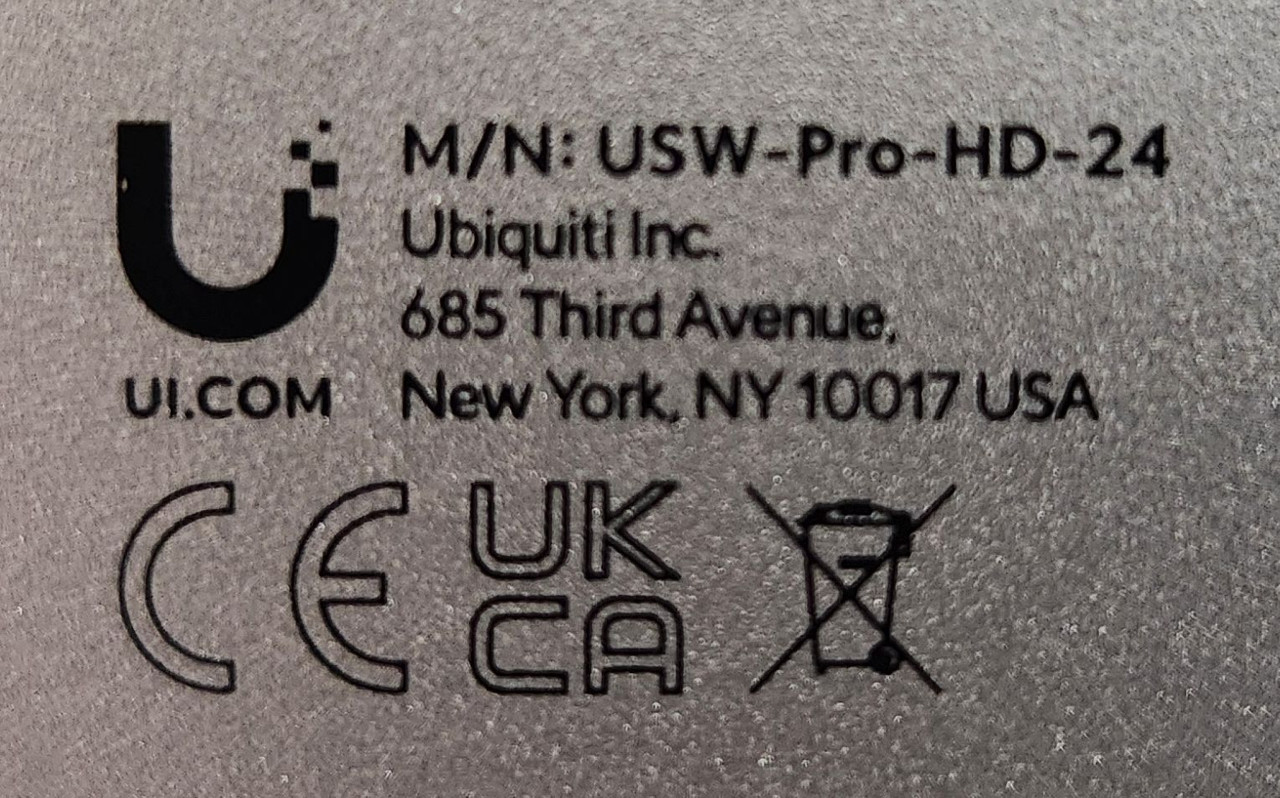 M/N: USW-Pro-HD-24
Ubiquiti Inc.
685 Third Avenue,
New York, NY 10017 USA
UI.COM
CE
UK
CA